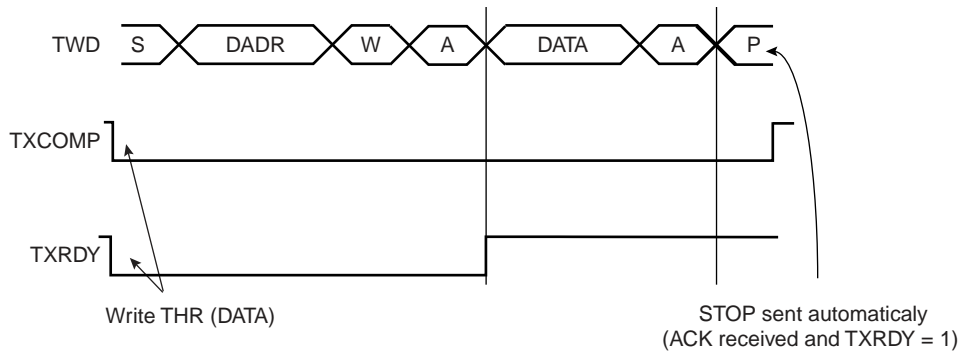 TWD S DADR W A DATA A P
TXCOMP
TXRDY
Write THR (DATA)
STOP sent automaticaly
(ACK received and TXRDY = 1)